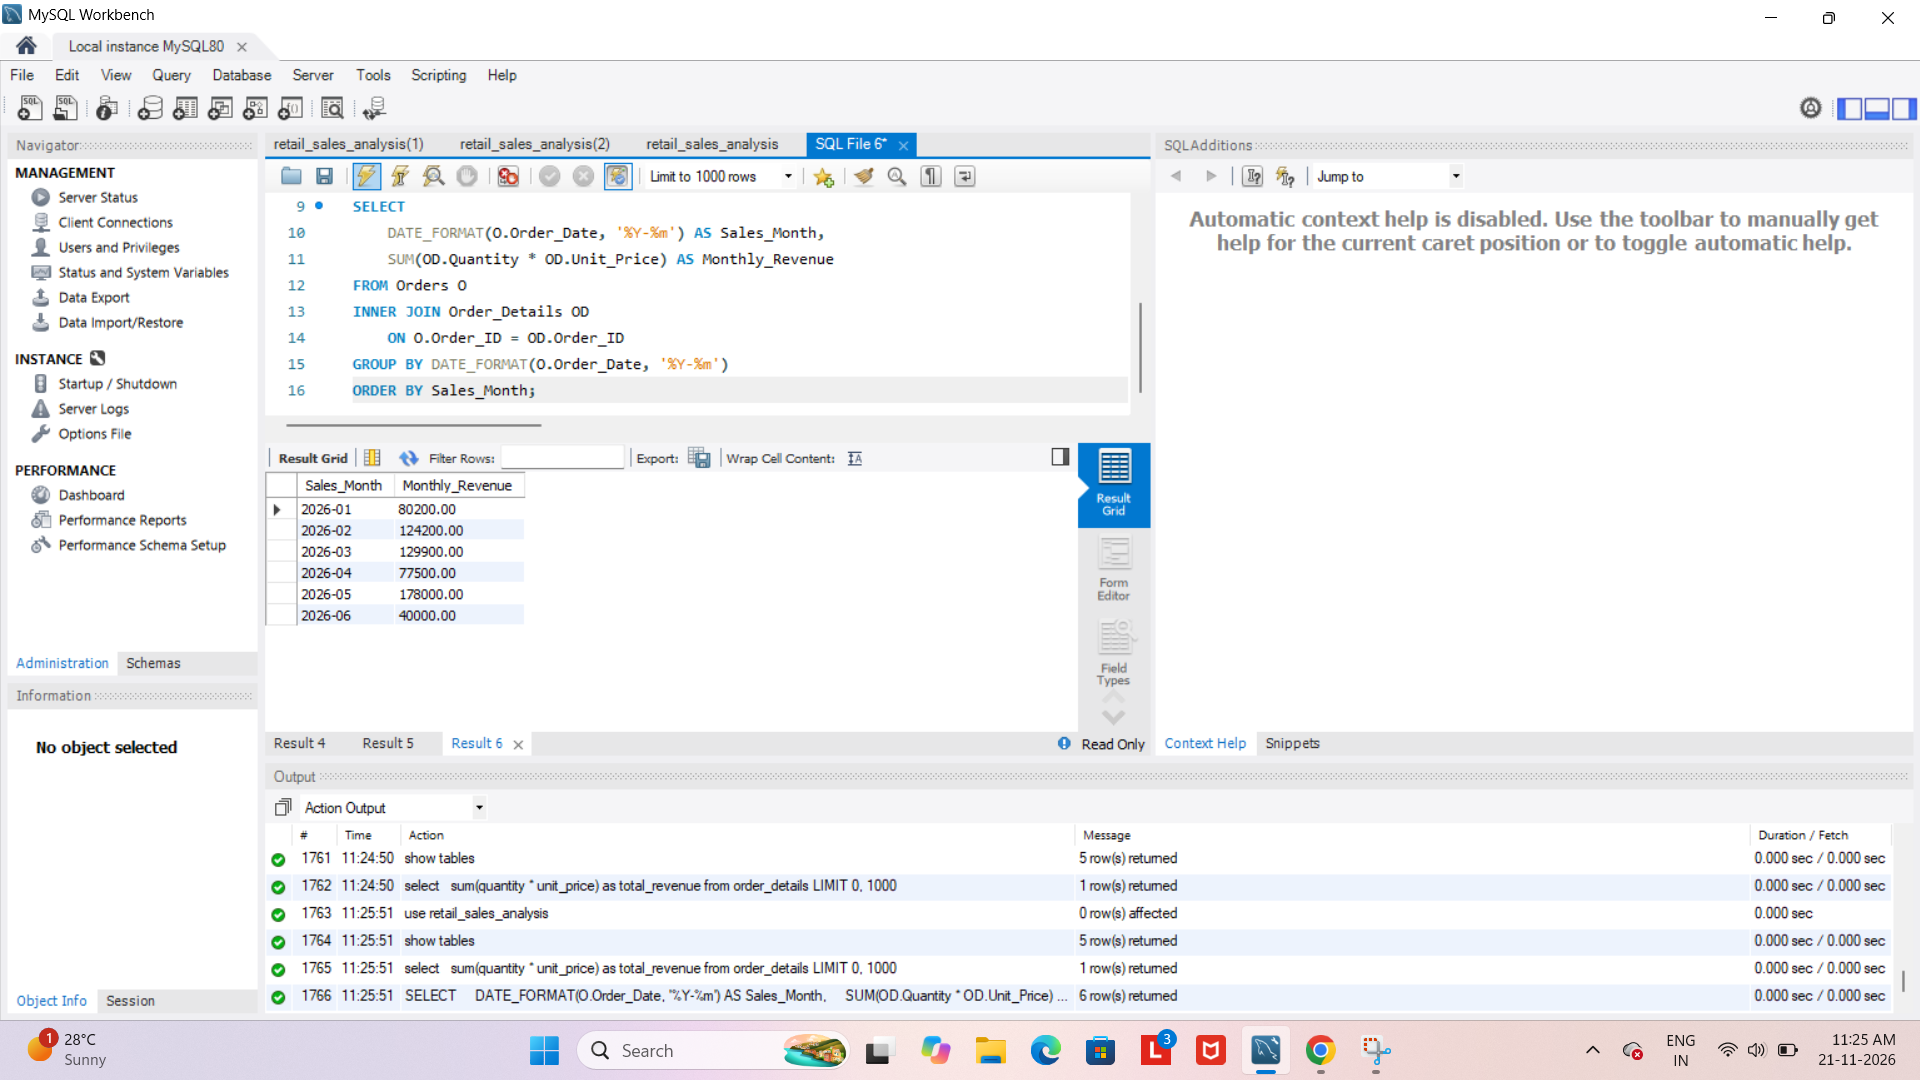 MySQL Workbench
Local instance MySQL80
File Edit View Query Database Server Tools Scripting Help
Navigator
MANAGEMENT
Server Status
Client Connections
Users and Privileges
Status and System Variables
Data Export
Data Import/Restore
INSTANCE
Startup / Shutdown
Server Logs
Options File
PERFORMANCE
Dashboard
Performance Reports
Performance Schema Setup
Administration Schemas
Information
No object selected
Object Info Session
retail_sales_analysis(1) retail_sales_analysis(2) retail_sales_analysis SQL File 6*
Limit to 1000 rows
9 SELECT
10 DATE_FORMAT(O.Order_Date, '%Y-%m') AS Sales_Month,
11 SUM(OD.Quantity * OD.Unit_Price) AS Monthly_Revenue
12 FROM Orders O
13 INNER JOIN Order_Details OD
14 ON O.Order_ID = OD.Order_ID
15 GROUP BY DATE_FORMAT(O.Order_Date, '%Y-%m')
16 ORDER BY Sales_Month;
Result Grid Filter Rows: Export: Wrap Cell Content:
Sales_Month Monthly_Revenue
2026-01 80200.00
2026-02 124200.00
2026-03 129900.00
2026-04 77500.00
2026-05 178000.00
2026-06 40000.00
Result
Grid
Form
Editor
Field
Types
Result 4 Result 5 Result 6 Read Only
SQLAdditions
Jump to
Automatic context help is disabled. Use the toolbar to manually get
help for the current caret position or to toggle automatic help.
Context Help Snippets
Output
Action Output
# Time Action Message Duration / Fetch
1761 11:24:50 show tables 5 row(s) returned 0.000 sec / 0.000 sec
1762 11:24:50 select sum(quantity * unit_price) as total_revenue from order_details LIMIT 0, 1000 1 row(s) returned 0.000 sec / 0.000 sec
1763 11:25:51 use retail_sales_analysis 0 row(s) affected 0.000 sec
1764 11:25:51 show tables 5 row(s) returned 0.000 sec / 0.000 sec
1765 11:25:51 select sum(quantity * unit_price) as total_revenue from order_details LIMIT 0, 1000 1 row(s) returned 0.000 sec / 0.000 sec
1766 11:25:51 SELECT DATE_FORMAT(O.Order_Date, '%Y-%m') AS Sales_Month, SUM(OD.Quantity * OD.Unit_Price) ... 6 row(s) returned 0.000 sec / 0.000 sec
1
28°C
Sunny
Search
L 3
ENG
IN
11:25 AM
21-11-2026